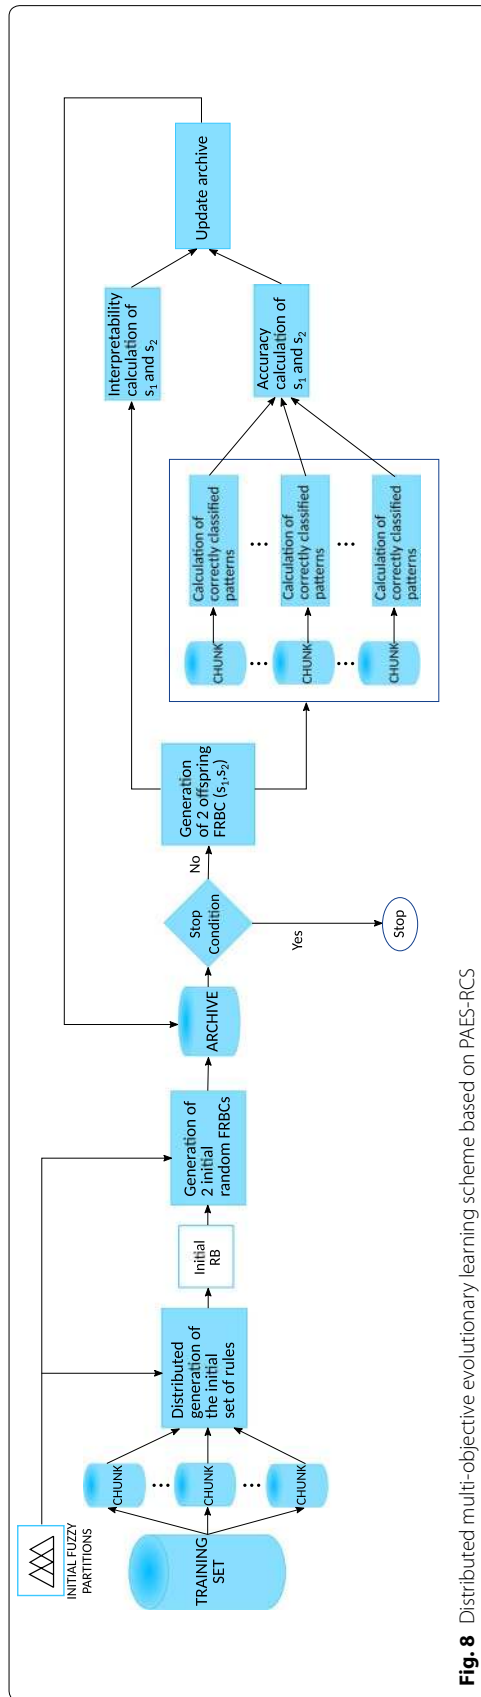 INITIAL FUZZY
PARTITIONS
TRAINING
SET
CHUNK
...
CHUNK
...
CHUNK
Distributed
generation of
the initial
set of rules
Initial
RB
Generation of
2 initial
random FRBCs
ARCHIVE
Stop
Condition
No
Yes
Stop
Generation
of 2 offspring
FRBC (s1,s2)
CHUNK
...
CHUNK
...
CHUNK
Calculation of
correctly classified
patterns
...
Calculation of
correctly classified
patterns
...
Calculation of
correctly classified
patterns
Interpretability
calculation of
s1 and s2
Accuracy
calculation of
s1 and s2
Update archive
Fig. 8 Distributed multi-objective evolutionary learning scheme based on PAES-RCS